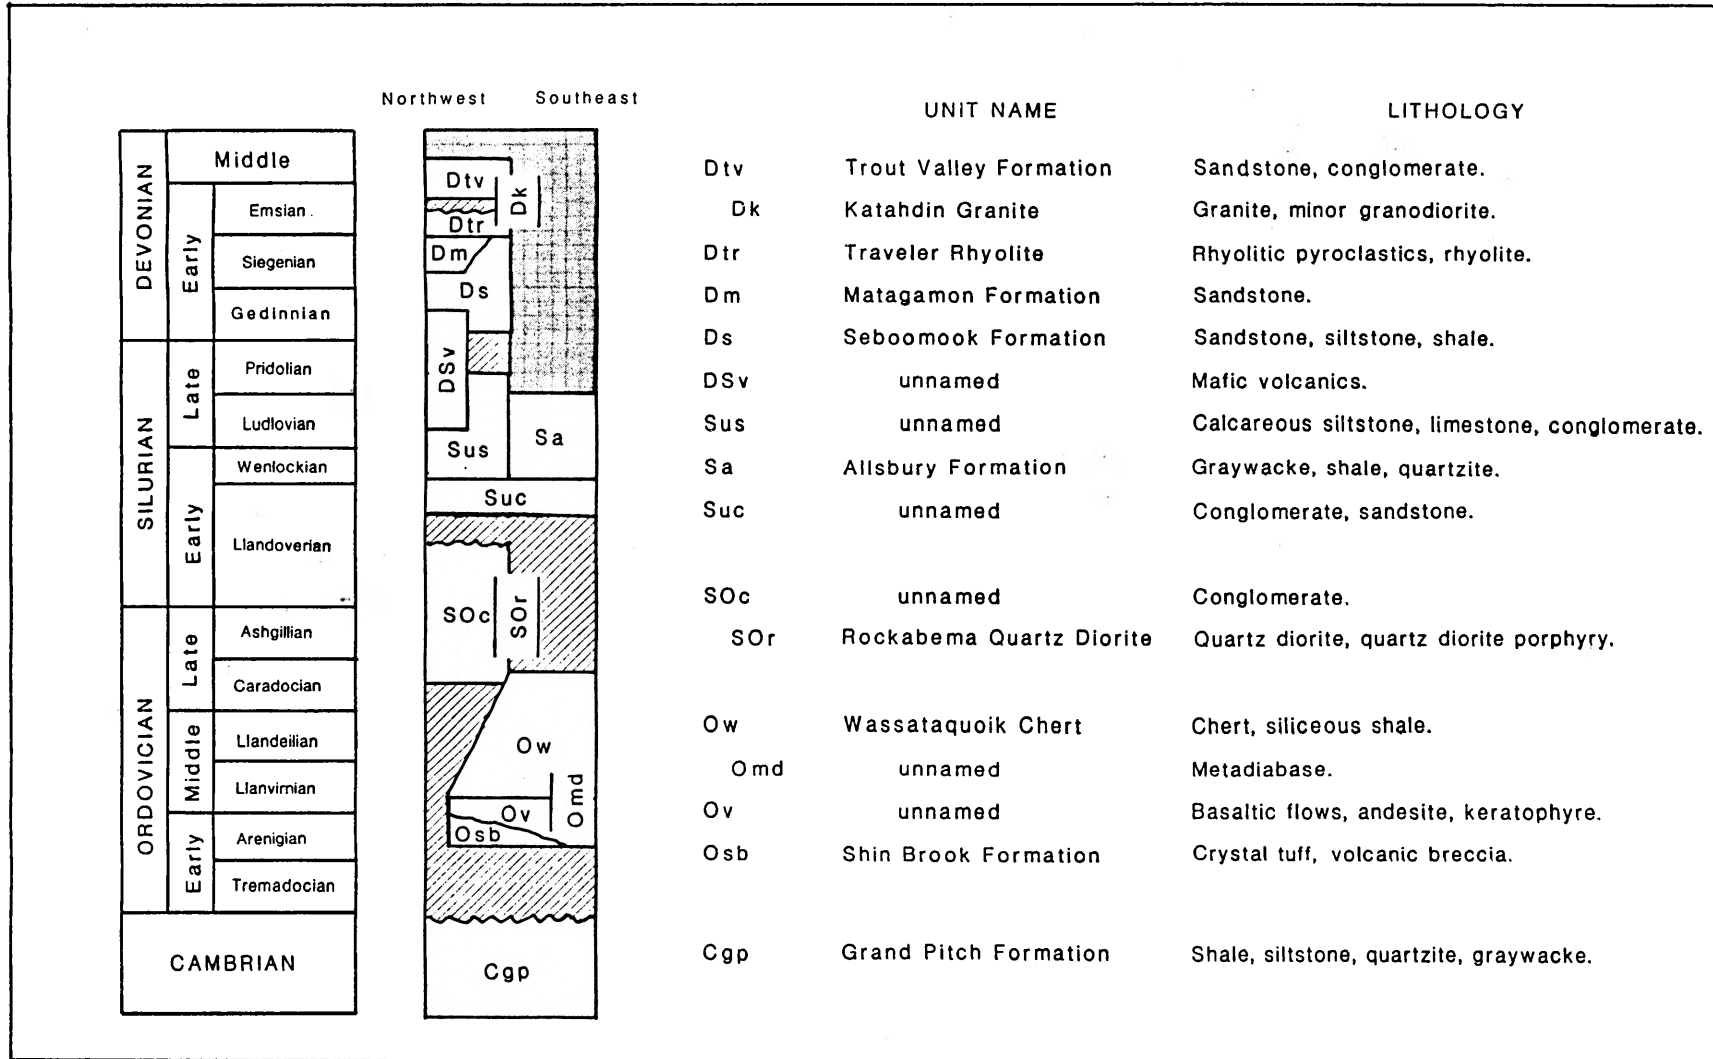 Northwest Southeast
UNIT NAME LITHOLOGY
DEVONIAN
Middle
Early
Emsian
Siegenian
Gedinnian
SILURIAN
Late
Pridolian
Ludlovian
Early
Wenlockian
Llandoverian
ORDOVICIAN
Late
Ashgillian
Caradocian
Middle
Llandeilian
Llanvirnian
Early
Arenigian
Tremadocian
CAMBRIAN
Dtv
Dk
Dtr
Dm
Ds
DSv
Sus
Sa
Suc
SOc
SOr
Ow
Omd
Ov
Osb
Cgp
Dtv Trout Valley Formation Sandstone, conglomerate.
Dk Katahdin Granite Granite, minor granodiorite.
Dtr Traveler Rhyolite Rhyolitic pyroclastics, rhyolite.
Dm Matagamon Formation Sandstone.
Ds Seboomook Formation Sandstone, siltstone, shale.
DSv unnamed Mafic volcanics.
Sus unnamed Calcareous siltstone, limestone, conglomerate.
Sa Allsbury Formation Graywacke, shale, quartzite.
Suc unnamed Conglomerate, sandstone.
SOc unnamed Conglomerate.
SOr Rockabema Quartz Diorite Quartz diorite, quartz diorite porphyry.
Ow Wassataquoik Chert Chert, siliceous shale.
Omd unnamed Metadiabase.
Ov unnamed Basaltic flows, andesite, keratophyre.
Osb Shin Brook Formation Crystal tuff, volcanic breccia.
Cgp Grand Pitch Formation Shale, siltstone, quartzite, graywacke.